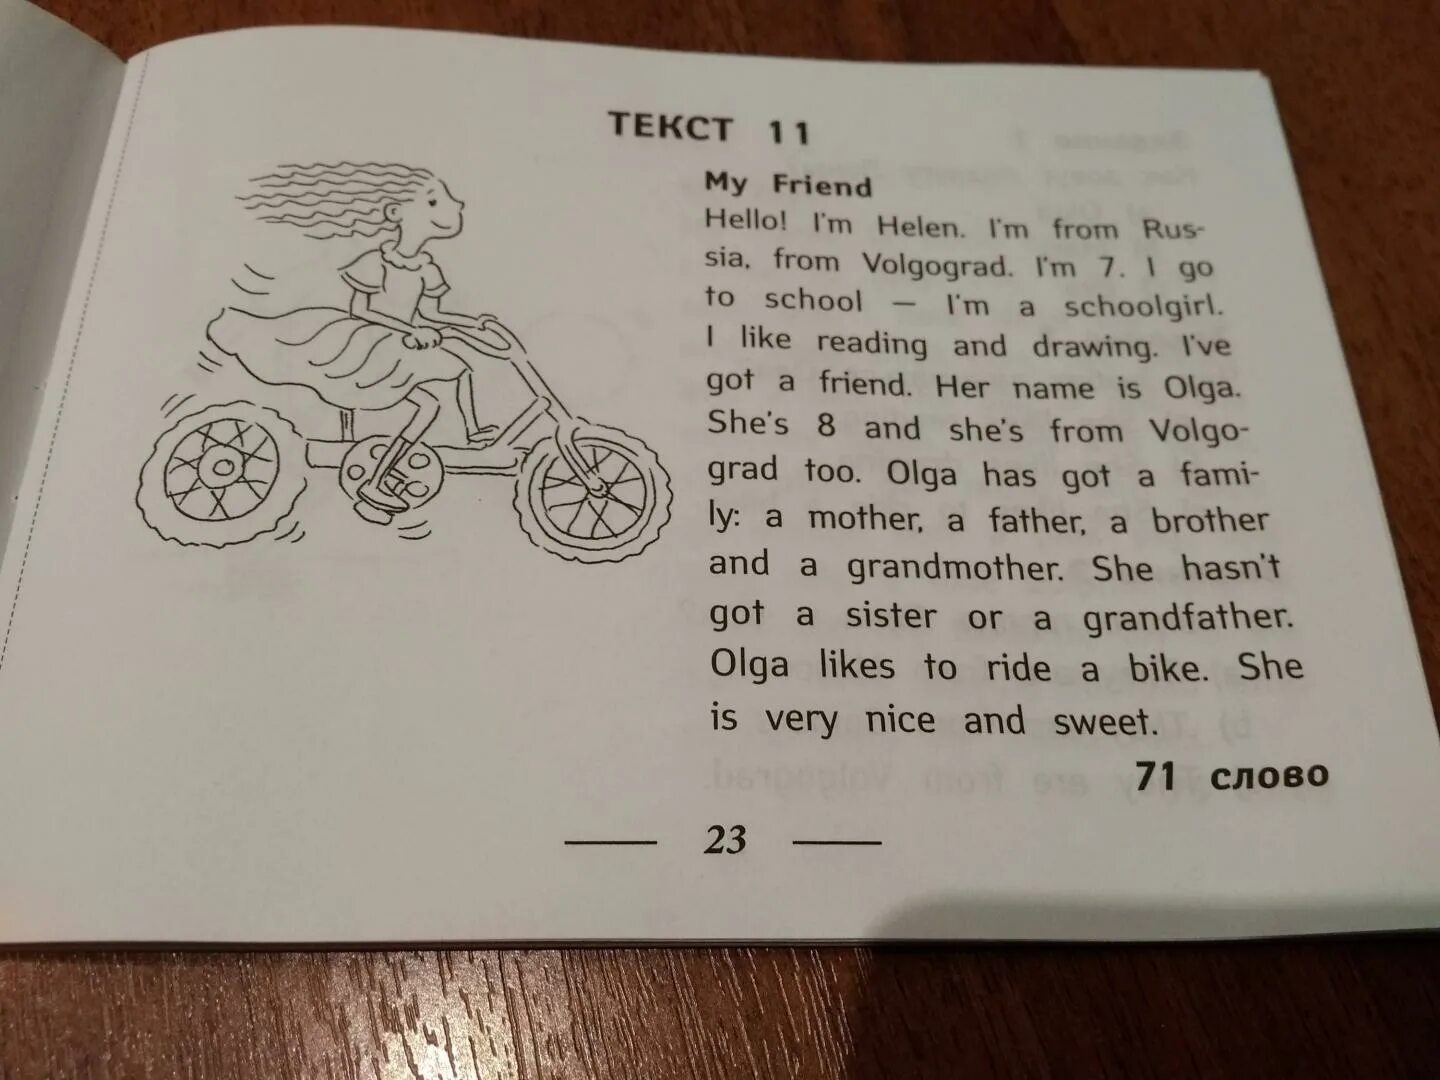 ТЕКСТ 11
My Friend
Hello! I'm Helen. I'm from Rus-
sia, from Volgograd. I'm 7. I go
to school — I'm a schoolgirl.
I like reading and drawing. I've
got a friend. Her name is Olga.
She's 8 and she's from Volgo-
grad too. Olga has got a fami-
ly: a mother, a father, a brother
and a grandmother. She hasn't
got a sister or a grandfather.
Olga likes to ride a bike. She
is very nice and sweet.
71 слово
23